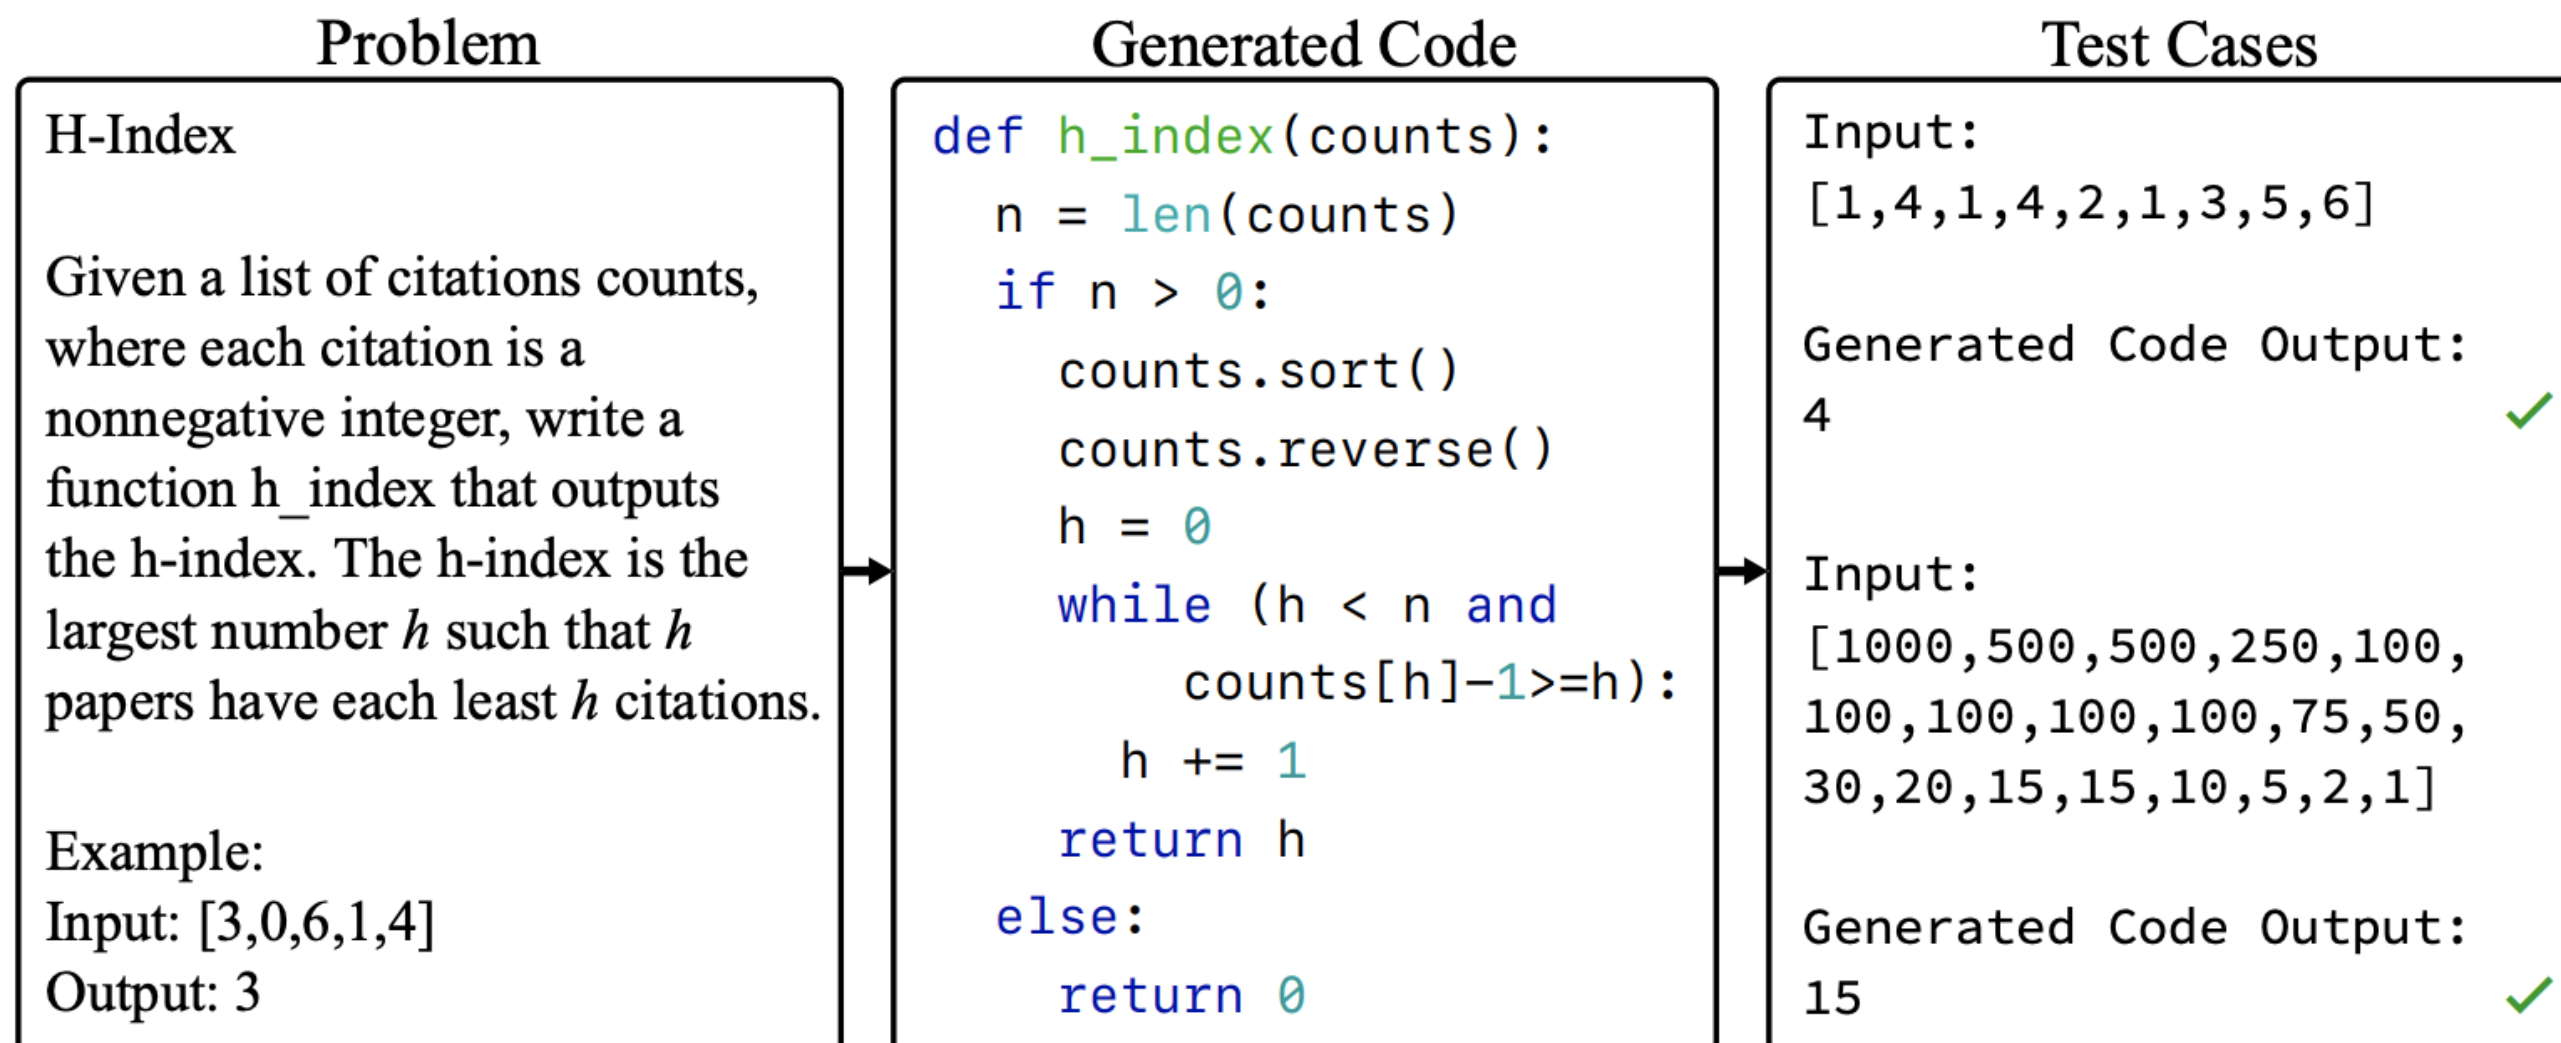 Problem
H-Index
Given a list of citations counts,
where each citation is a
nonnegative integer, write a
function h_index that outputs
the h-index. The h-index is the
largest number h such that h
papers have each least h citations.
Example:
Input: [3,0,6,1,4]
Output: 3
Generated Code
def h_index(counts):
  n = len(counts)
  if n > 0:
    counts.sort()
    counts.reverse()
    h = 0
    while (h < n and
        counts[h]-1>=h):
      h += 1
    return h
  else:
    return 0
Test Cases
Input:
[1,4,1,4,2,1,3,5,6]
Generated Code Output:
4
Input:
[1000,500,500,250,100,
100,100,100,100,75,50,
30,20,15,15,10,5,2,1]
Generated Code Output:
15